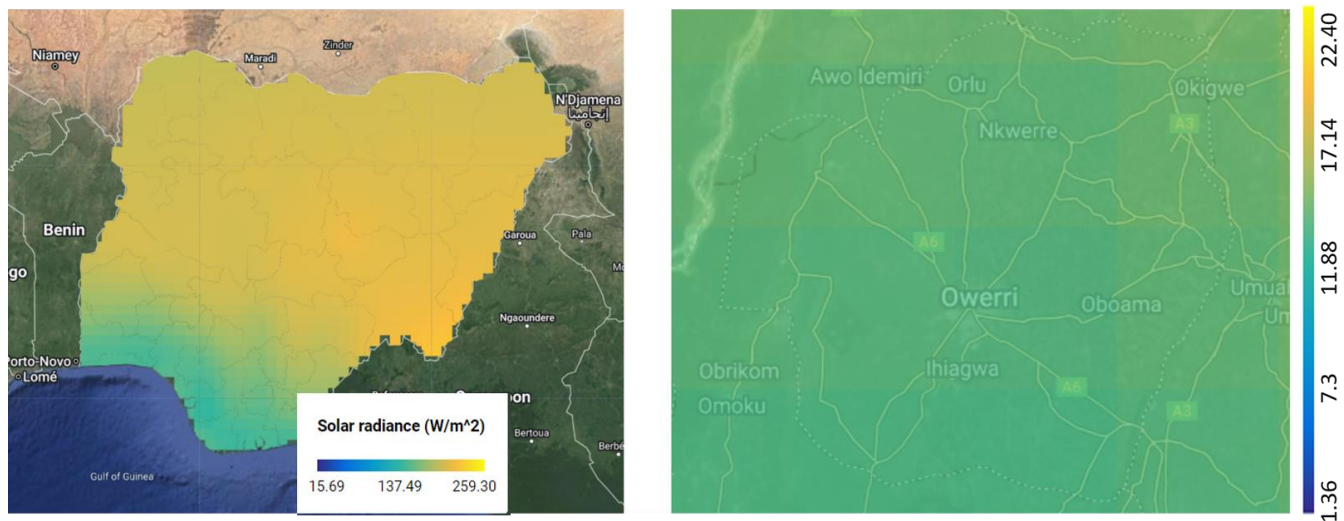 Niamey
Maradi
Zinder
N'Djamena
إنجامينا
Benin
Garoua
Pala
go
Ngaoundere
Porto-Novo
Lomé
on
Bertoua
Berbé
Gulf of Guinea
Solar radiance (W/m^2)
15.69 137.49 259.30
Awo Idemiri
Orlu
Okigwe
Nkwerre
A3
A6
Owerri
Oboama
Umua
Um
Obrikom
Ihiagwa
A6
Omoku
A3
22.40
17.14
11.88
7.3
1.36